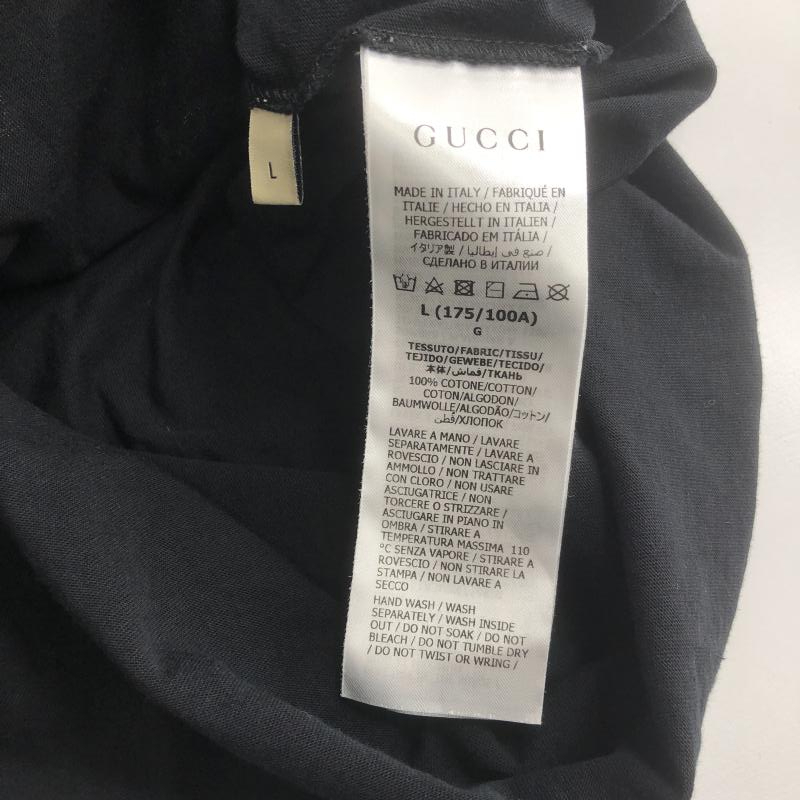 L
GUCCI
MADE IN ITALY / FABRIQUÉ EN
ITALIE / HECHO EN ITALIA /
HERGESTELLT IN ITALIEN /
FABRICADO EM ITÁLIA /
イタリア製 / صنع في إيطاليا /
СДЕЛАНО В ИТАЛИИ
L (175/100A)
G
TESSUTO/FABRIC/TISSU/
TEJIDO/GEWEBE/TECIDO/
本体/قماش/ТКАНЬ
100% COTONE/COTTON/
COTON/ALGODON/
BAUMWOLLE/ALGODÃO/コットン/
قُطن/ХЛОПОК
LAVARE A MANO / LAVARE
SEPARATAMENTE / LAVARE A
ROVESCIO / NON LASCIARE IN
AMMOLLO / NON TRATTARE
CON CLORO / NON USARE
ASCIUGATRICE / NON
TORCERE O STRIZZARE /
ASCIUGARE IN PIANO IN
OMBRA / STIRARE A
TEMPERATURA MASSIMA 110
°C SENZA VAPORE / STIRARE A
ROVESCIO / NON STIRARE LA
STAMPA / NON LAVARE A
SECCO
HAND WASH / WASH
SEPARATELY / WASH INSIDE
OUT / DO NOT SOAK / DO NOT
BLEACH / DO NOT TUMBLE DRY
/ DO NOT TWIST OR WRING /